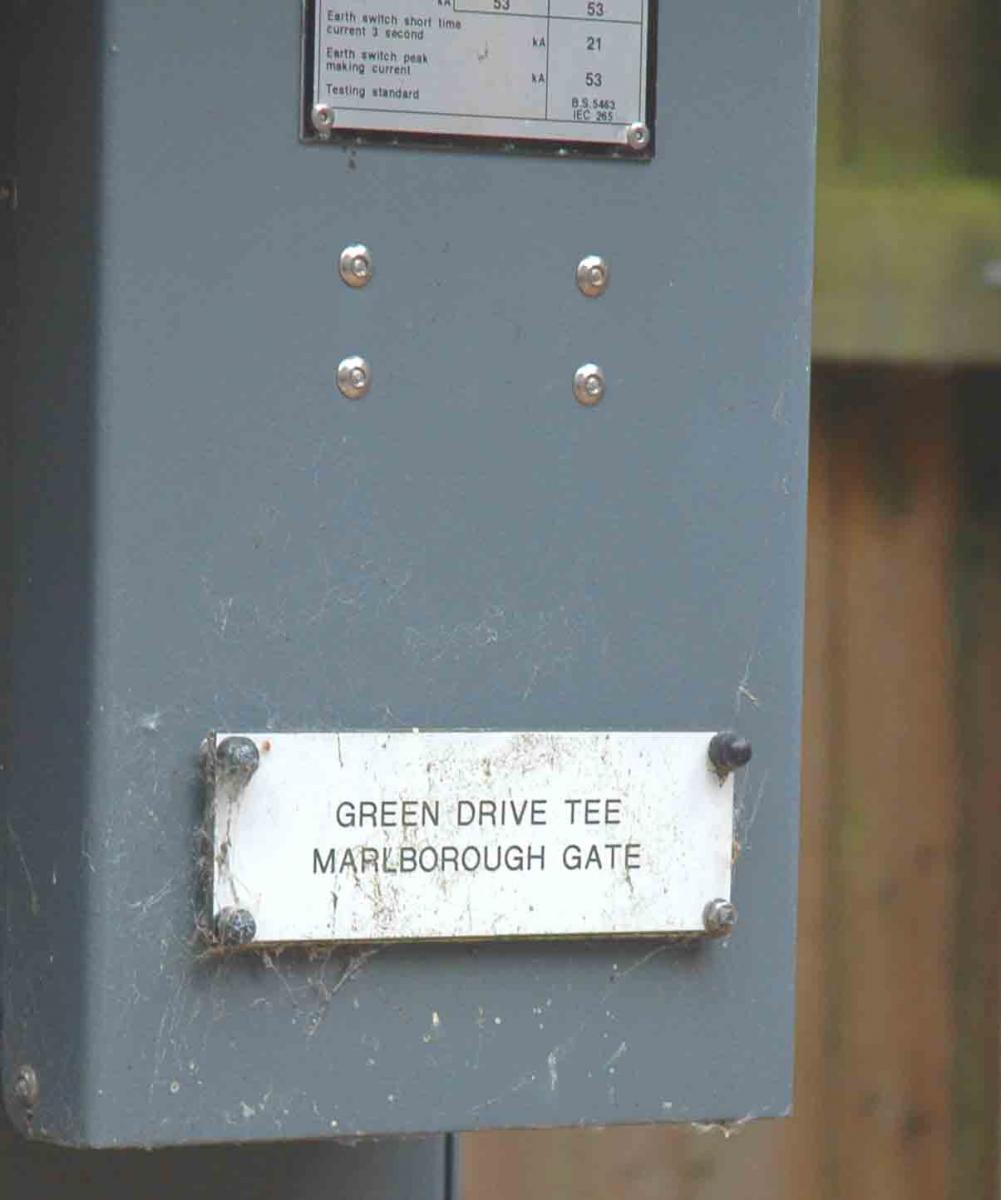 kA 53 53
Earth switch short time
current 3 second kA 21
Earth switch peak
making current kA 53
Testing standard B.S. 5463
IEC 265
GREEN DRIVE TEE
MARLBOROUGH GATE